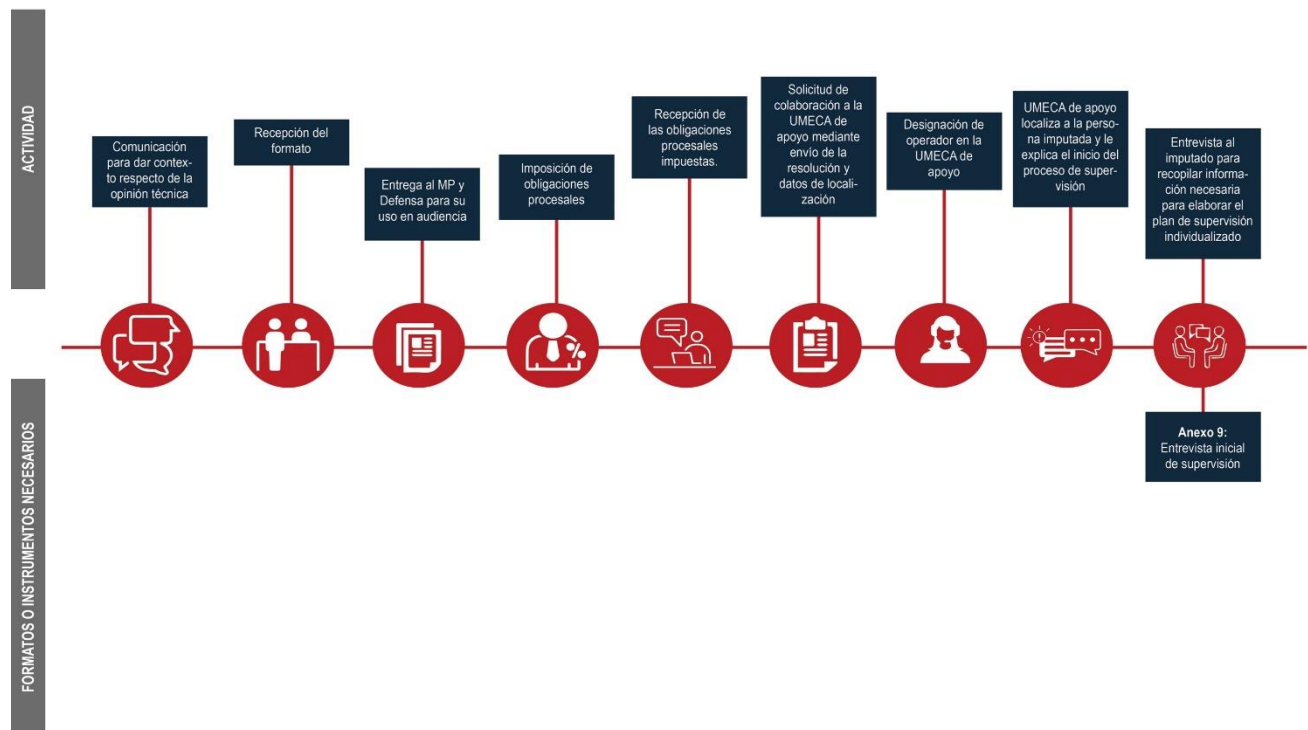 ACTIVIDAD
Comunicación
para dar contex-
to respecto de la
opinión técnica
Recepción del
formato
Entrega al MP y
Defensa para su
uso en audiencia
Imposición de
obligaciones
procesales
Recepción de
las obligaciones
procesales
impuestas.
Solicitud de
colaboración a la
UMECA de
apoyo mediante
envío de la
resolución y
datos de locali-
zación
Designación de
operador en la
UMECA de
apoyo
UMECA de apoyo
localiza a la perso-
na imputada y le
explica el inicio del
proceso de super-
visión
Entrevista al
imputado para
recopilar informa-
ción necesaria
para elaborar el
plan de supervisión
individualizado
%
FORMATOS O INSTRUMENTOS NECESARIOS
Anexo 9:
Entrevista inicial
de supervisión